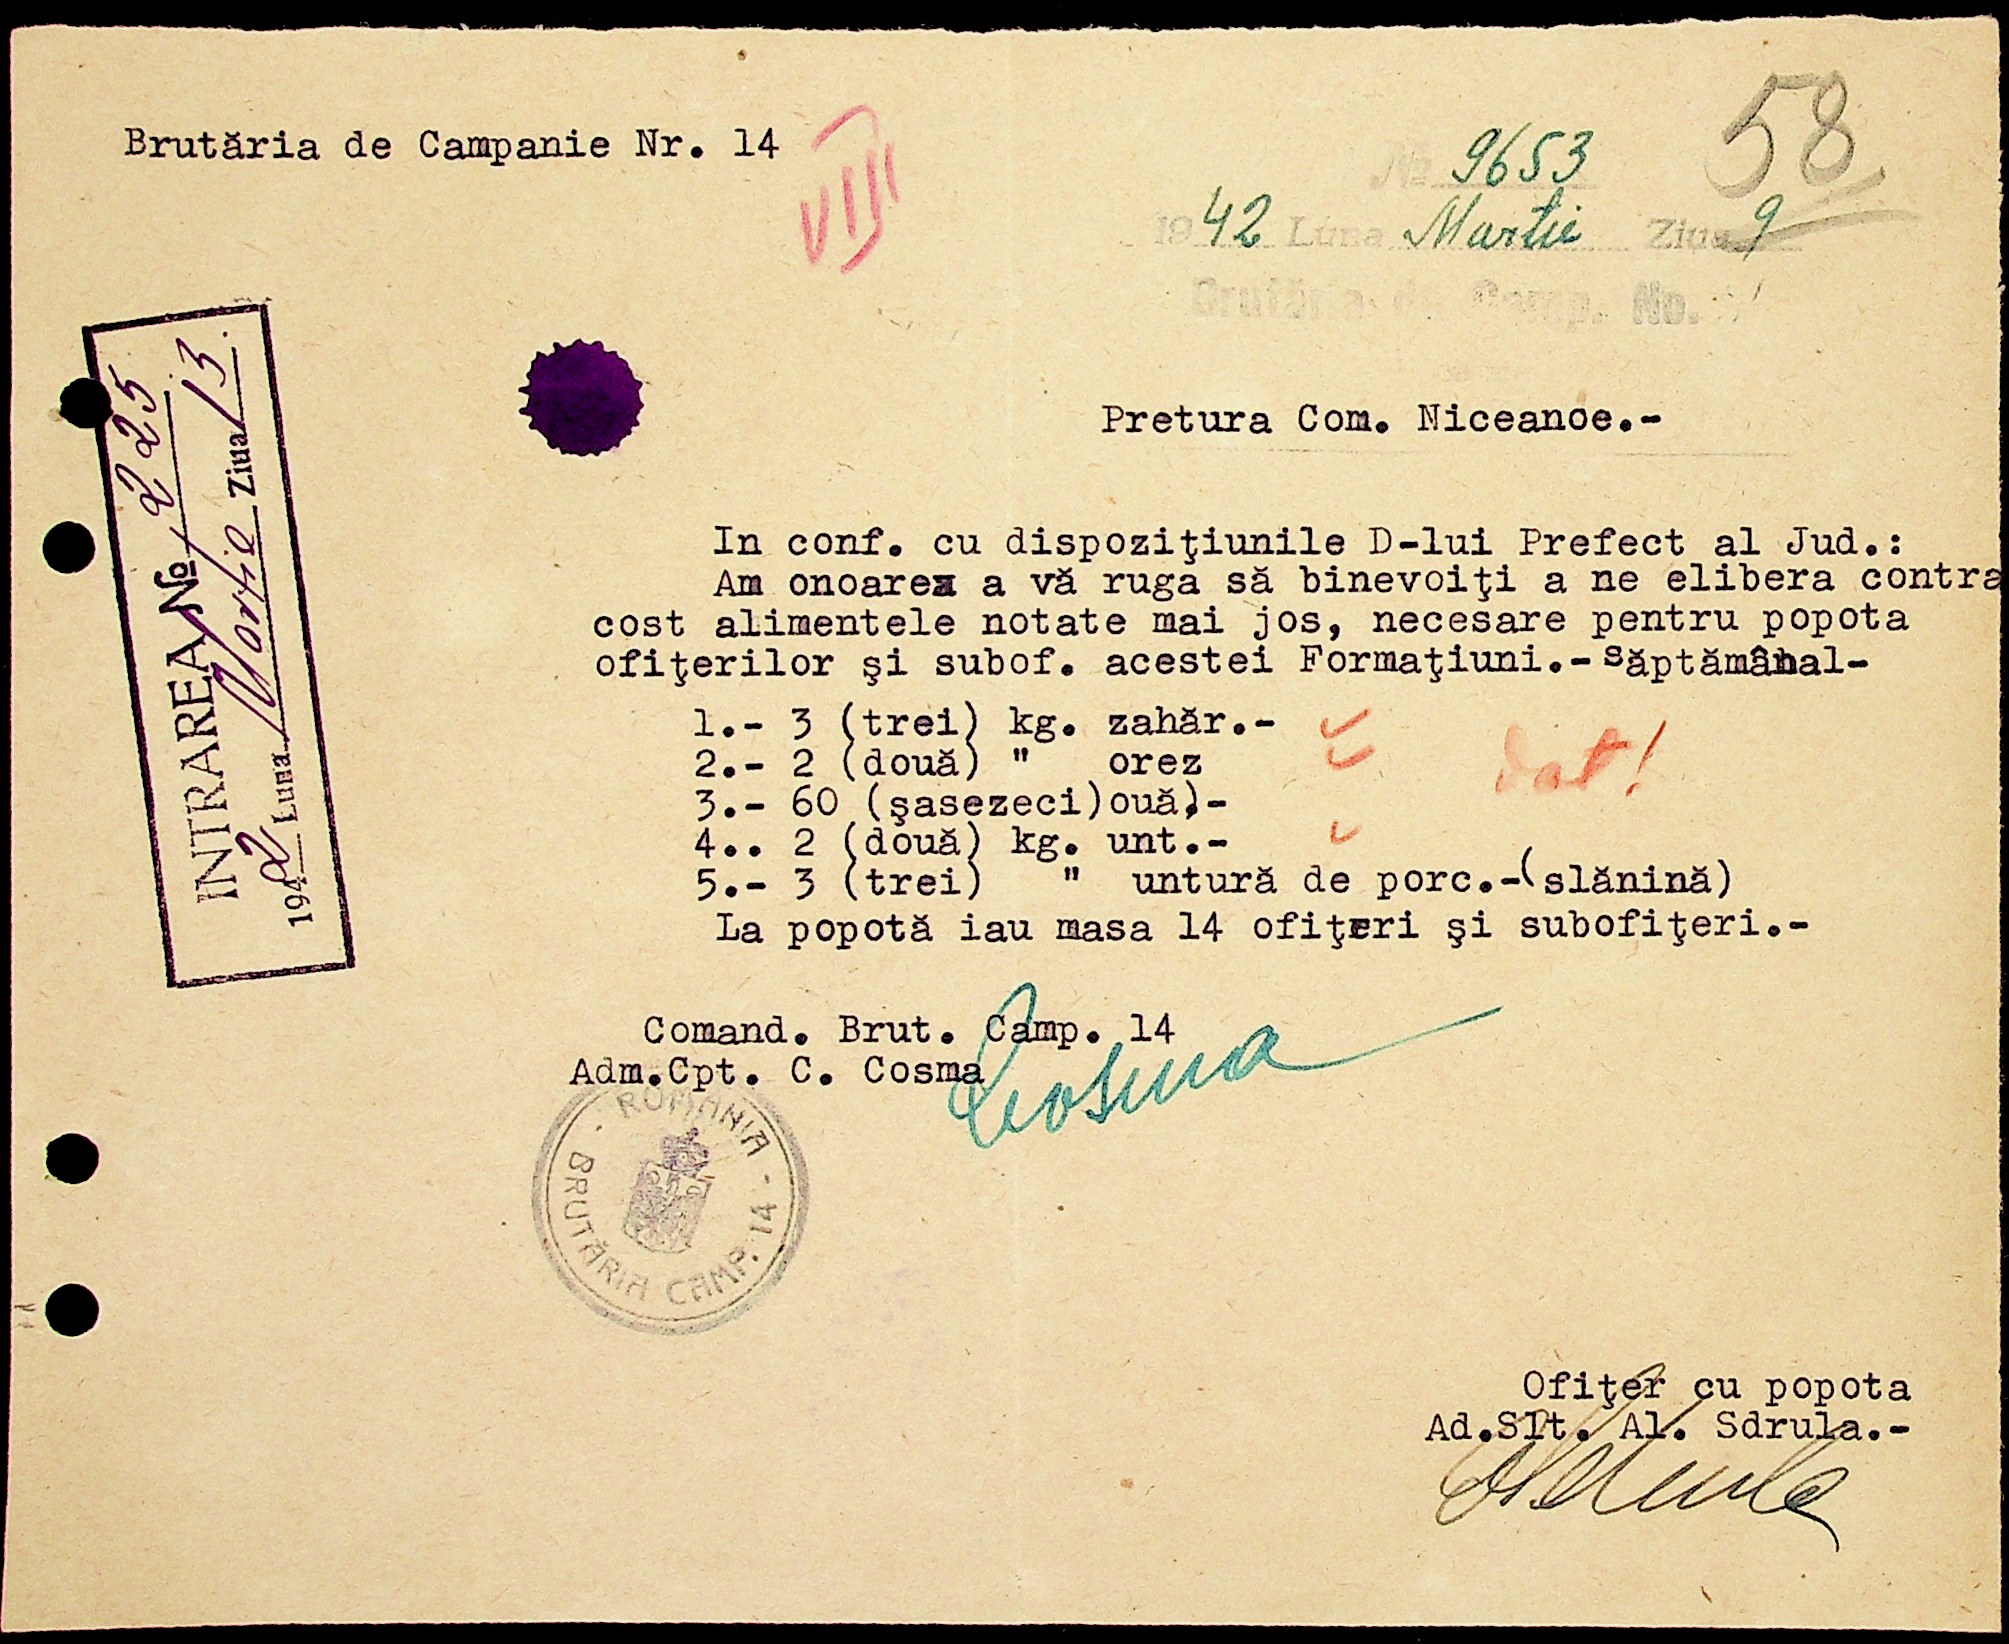 Brutăria de Campanie Nr. 14
VIII
58
№ 9653
1942 Luna Martie Ziua 9
Brutăria de Camp. No.
INTRAREA № 2225
1942 Luna Martie Ziua 13
Pretura Com. Niceanoe.-
In conf. cu dispoziţiunile D-lui Prefect al Jud.:
Am onoarea a vă ruga să binevoiţi a ne elibera contra
cost alimentele notate mai jos, necesare pentru popota
ofiţerilor şi subof. acestei Formaţiuni.- săptămânal-
1.- 3 (trei) kg. zahăr.-
2.- 2 (două) " orez
dat!
3.- 60 (şasezeci)ouă).-
4.. 2 (două) kg. unt.-
5.- 3 (trei) " untură de porc.-(slănină)
La popotă iau masa 14 ofiţeri şi subofiţeri.-
Comand. Brut. Camp. 14
Adm.Cpt. C. Cosma
Cosma
ROMANIA - BRUTĂRIA CAMP. 14 -
Ofiţer cu popota
Ad.Slt. Al. Sdrula.-